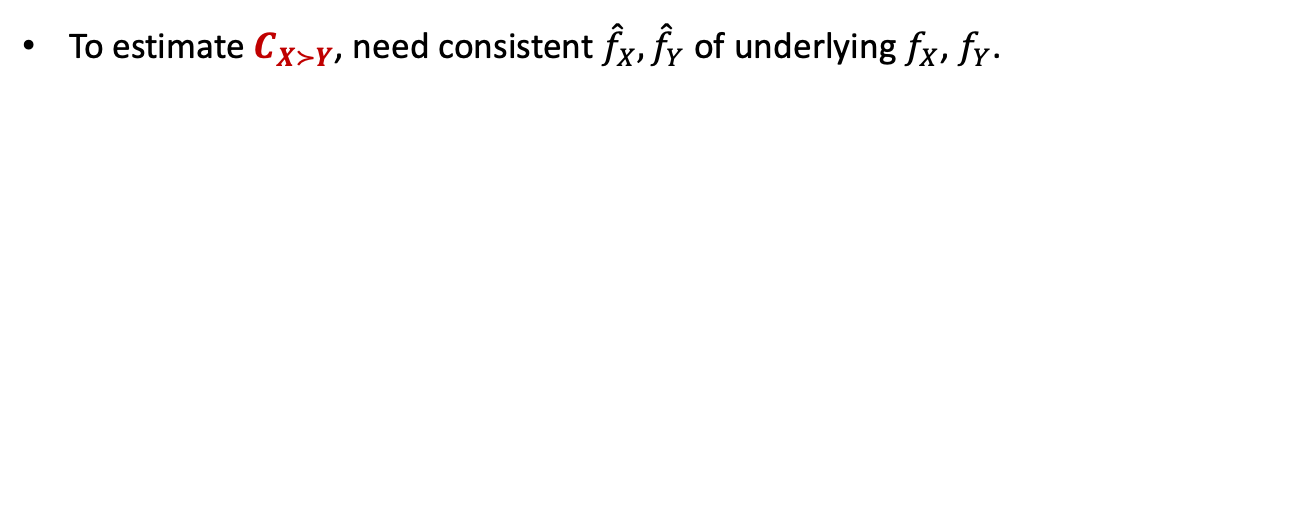 • To estimate C_{X≻Y}, need consistent f̂_X, f̂_Y of underlying f_X, f_Y.